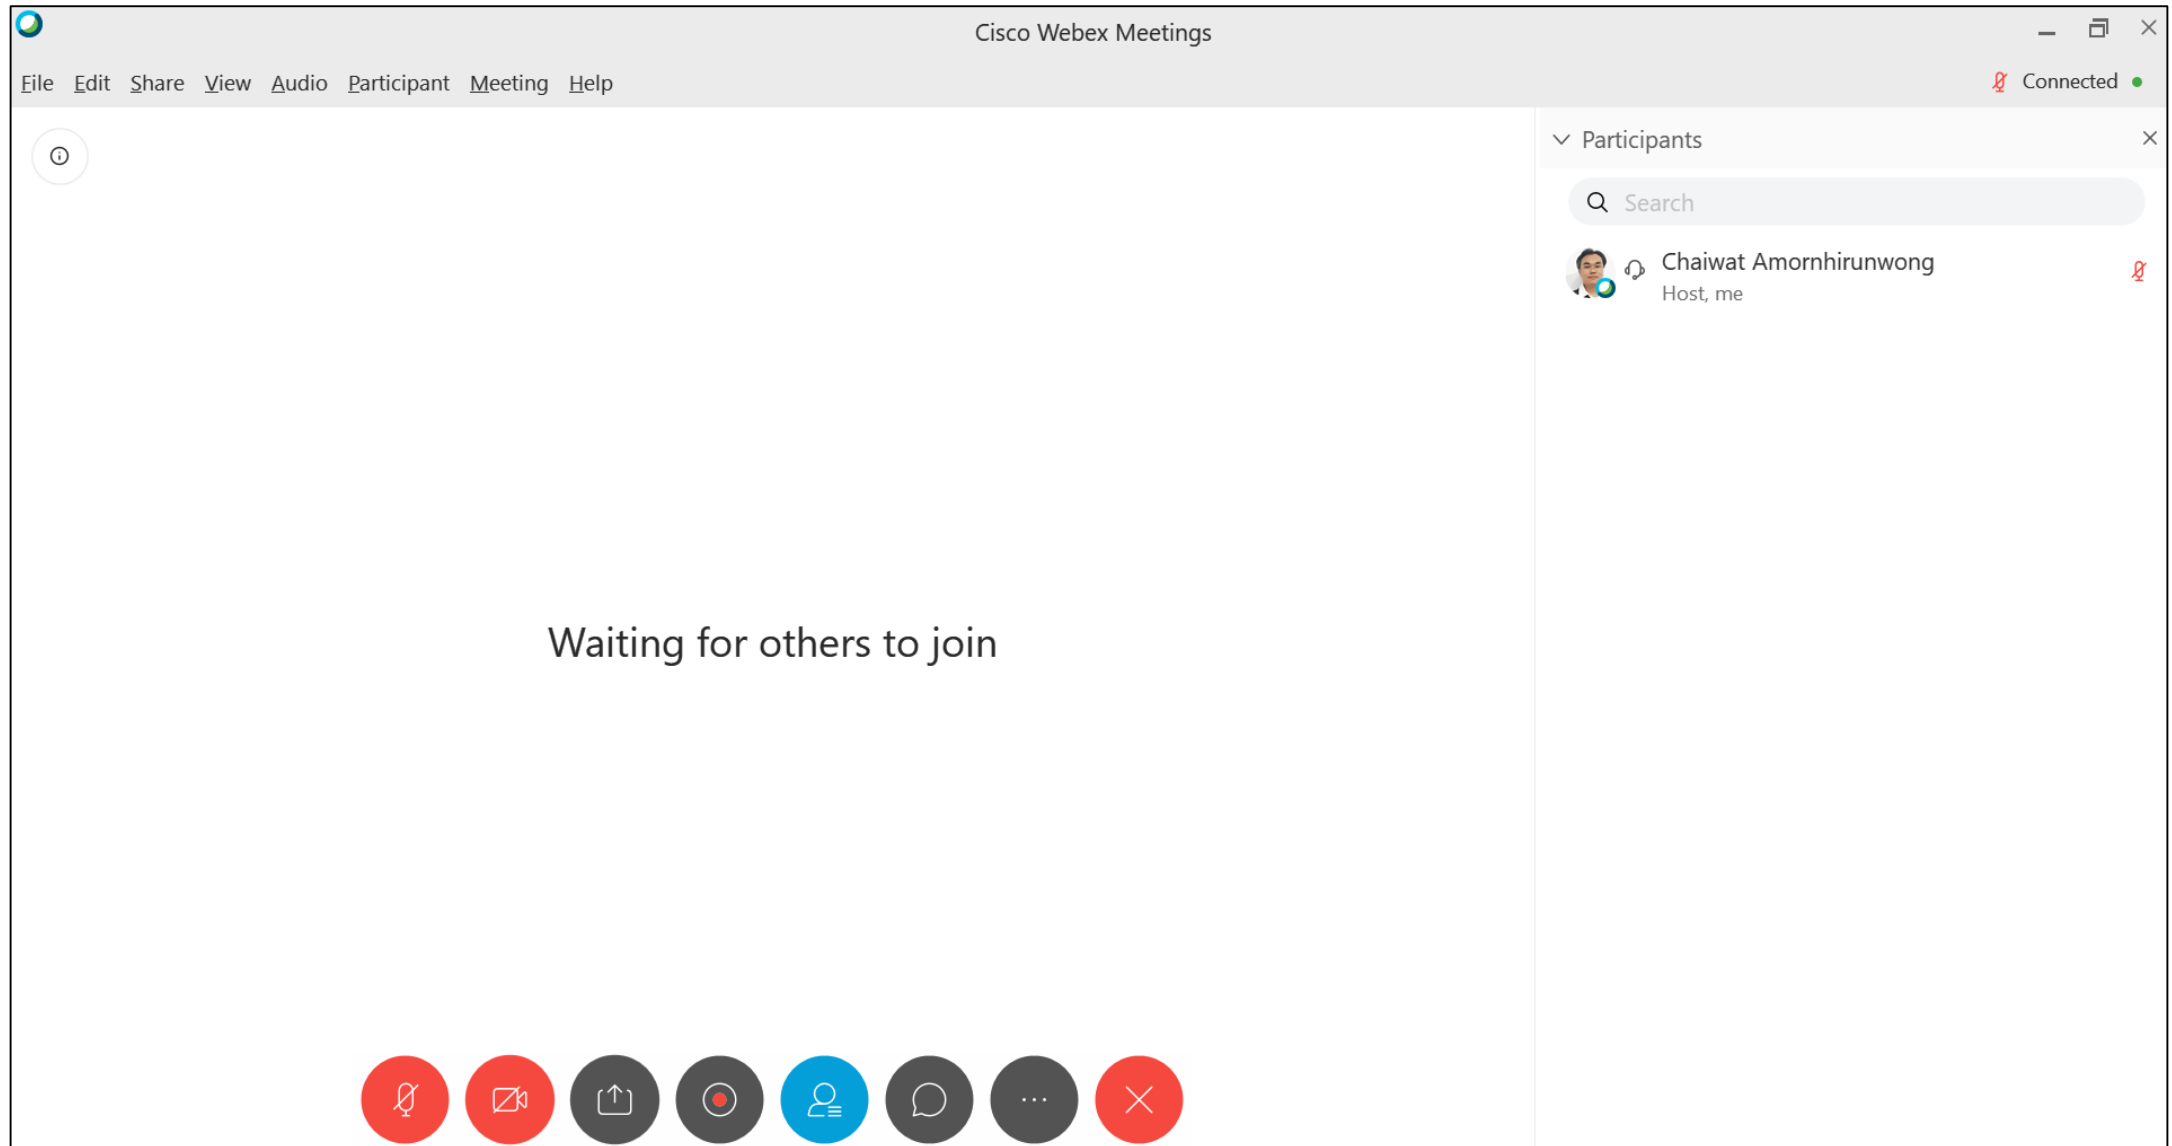 Cisco Webex Meetings
File Edit Share View Audio Participant Meeting Help
Connected
Participants
Search
Chaiwat Amornhirunwong
Host, me
Waiting for others to join